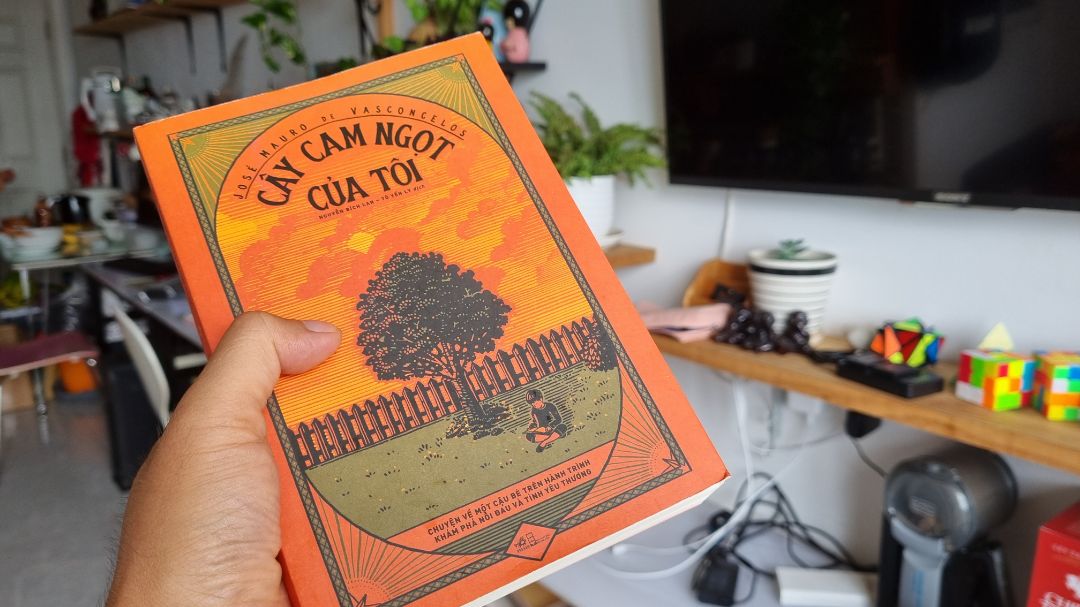 JOSÉ MAURO DE VASCONCELOS
CÂY CAM NGỌT
CỦA TÔI
NGUYỄN BÍCH LAN - TÔ YẾN LY dịch
CHUYỆN VỀ MỘT CẬU BÉ TRÊN HÀNH TRÌNH
KHÁM PHÁ NỖI ĐAU VÀ TÌNH YÊU THƯƠNG
SONY